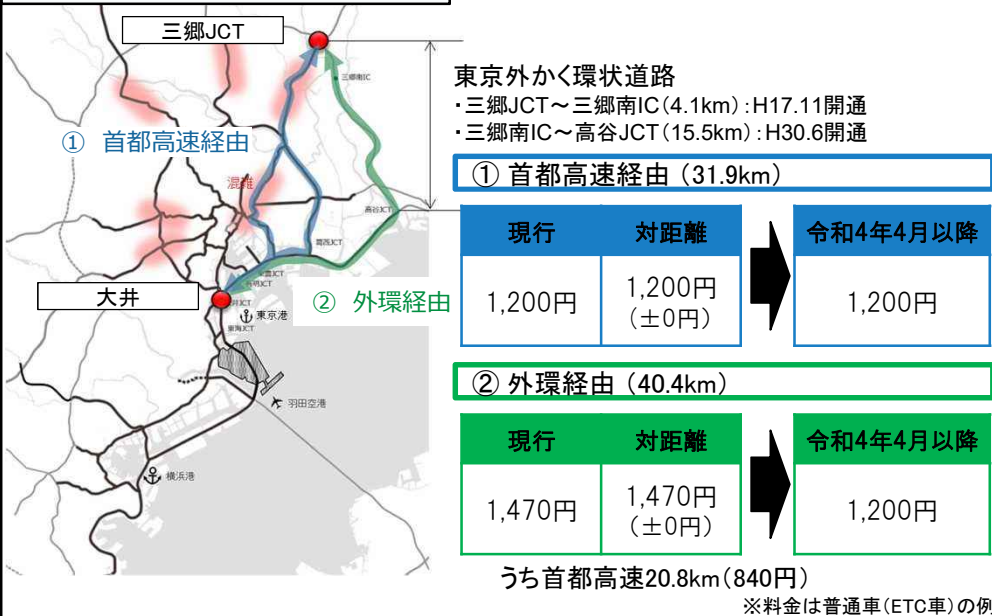 三郷JCT
三郷南IC
① 首都高速経由
混雑
高谷JCT
葛西JCT
大井
② 外環経由
東京港
東海JCT
羽田空港
横浜港
東京外かく環状道路
・三郷JCT～三郷南IC(4.1km):H17.11開通
・三郷南IC～高谷JCT(15.5km):H30.6開通
① 首都高速経由 (31.9km)
現行 対距離 令和4年4月以降
1,200円 1,200円 1,200円
(±0円)
② 外環経由 (40.4km)
現行 対距離 令和4年4月以降
1,470円 1,470円 1,200円
(±0円)
うち首都高速20.8km(840円)
※料金は普通車(ETC車)の例